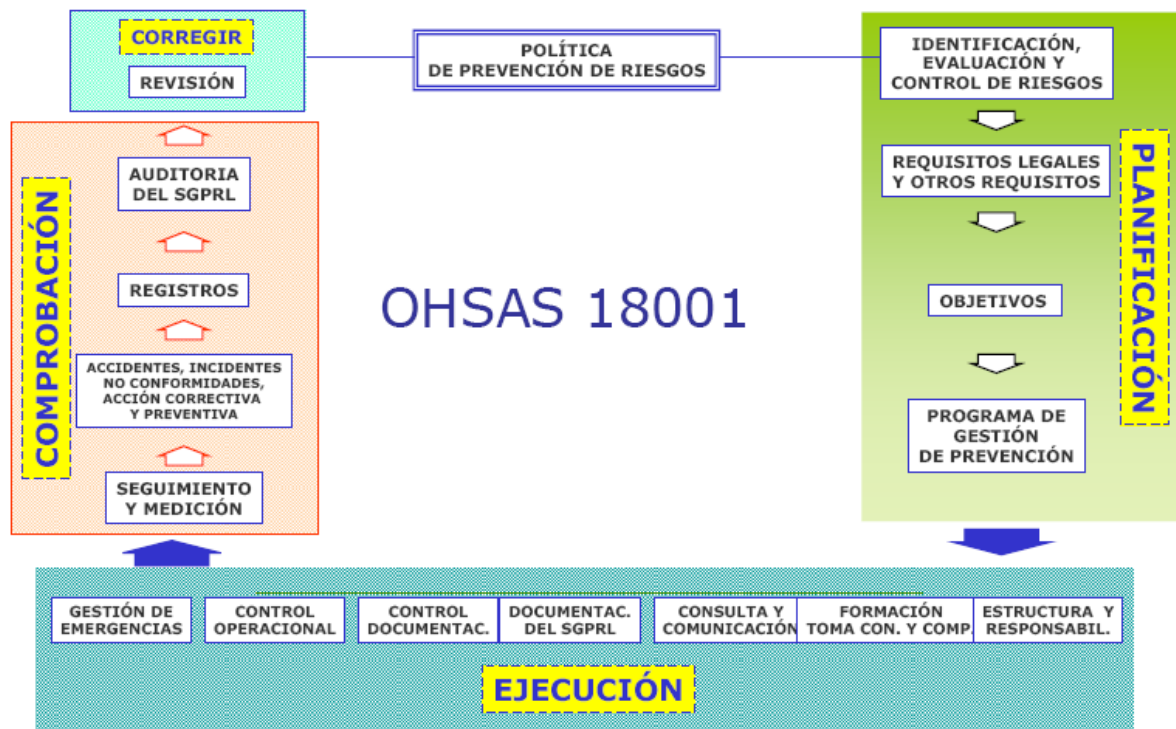 CORREGIR
REVISIÓN
POLÍTICA
DE PREVENCIÓN DE RIESGOS
IDENTIFICACIÓN,
EVALUACIÓN Y
CONTROL DE RIESGOS
REQUISITOS LEGALES
Y OTROS REQUISITOS
OBJETIVOS
PROGRAMA DE
GESTIÓN
DE PREVENCIÓN
PLANIFICACIÓN
OHSAS 18001
COMPROBACIÓN
AUDITORIA
DEL SGPRL
REGISTROS
ACCIDENTES, INCIDENTES
NO CONFORMIDADES,
ACCIÓN CORRECTIVA
Y PREVENTIVA
SEGUIMIENTO
Y MEDICIÓN
GESTIÓN DE
EMERGENCIAS
CONTROL
OPERACIONAL
CONTROL
DOCUMENTAC.
DOCUMENTAC.
DEL SGPRL
CONSULTA Y
COMUNICACIÓN
FORMACIÓN
TOMA CON. Y COMP.
ESTRUCTURA Y
RESPONSABIL.
EJECUCIÓN